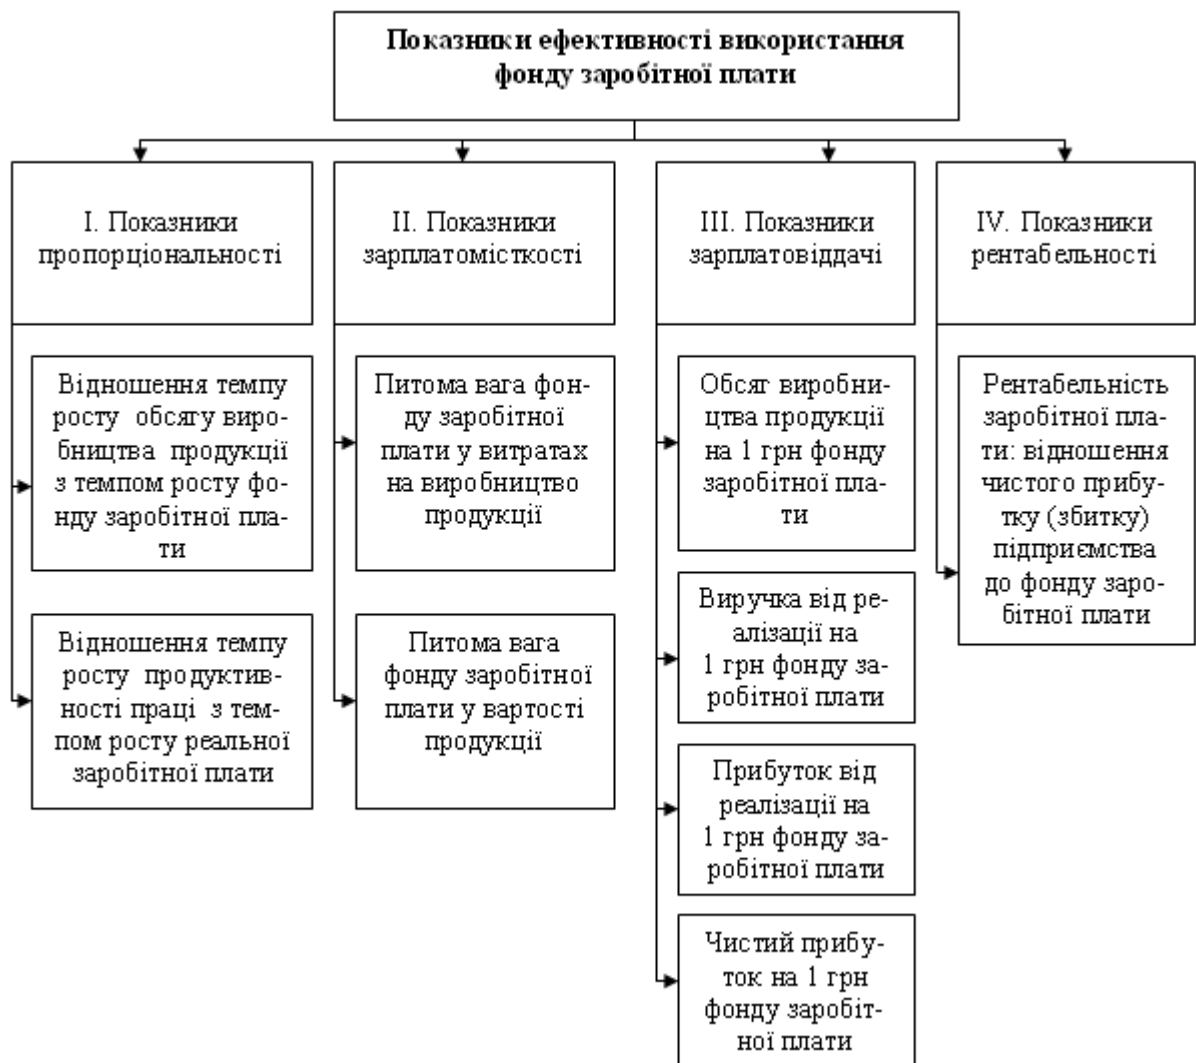 Показники ефективності використання
фонду заробітної плати
І. Показники
пропорціональності
ІІ. Показники
зарплатомісткості
ІІІ. Показники
зарплатовіддачі
IV. Показники
рентабельності
Відношення темпу
росту обсягу виро-
бництва продукції
з темпом росту фо-
нду заробітної пла-
ти
Відношення темпу
росту продуктив-
ності праці з тем-
пом росту реальної
заробітної плати
Питома вага фон-
ду заробітної
плати у витратах
на виробництво
продукції
Питома вага
фонду заробітної
плати у вартості
продукції
Обсяг виробни-
цтва продукції
на 1 грн фонду
заробітної пла-
ти
Виручка від ре-
алізації на
1 грн фонду за-
робітної плати
Прибуток від
реалізації на
1 грн фонду за-
робітної плати
Чистий прибу-
ток на 1 грн
фонду заробіт-
ної плати
Рентабельність
заробітної пла-
ти: відношення
чистого прибу-
тку (збитку)
підприємства
до фонду заро-
бітної плати